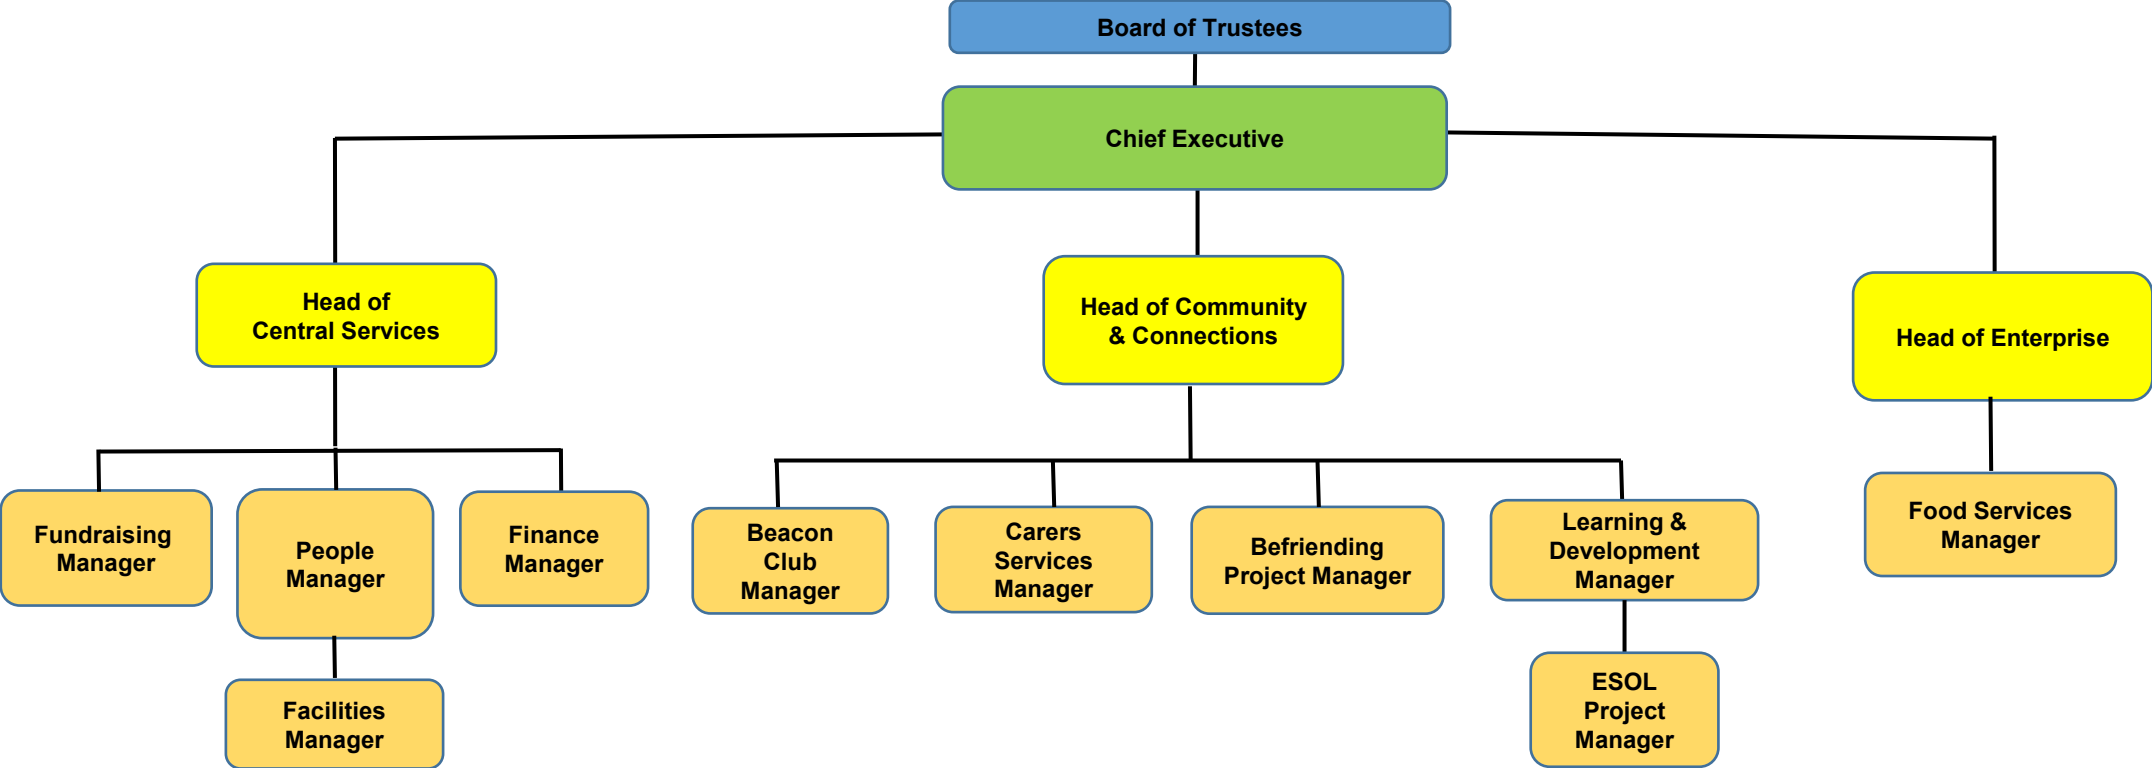 Board of Trustees
Chief Executive
Head of
Central Services
Head of Community
& Connections
Head of Enterprise
Fundraising
Manager
People
Manager
Finance
Manager
Beacon
Club
Manager
Carers
Services
Manager
Befriending
Project Manager
Learning &
Development
Manager
Food Services
Manager
Facilities
Manager
ESOL
Project
Manager